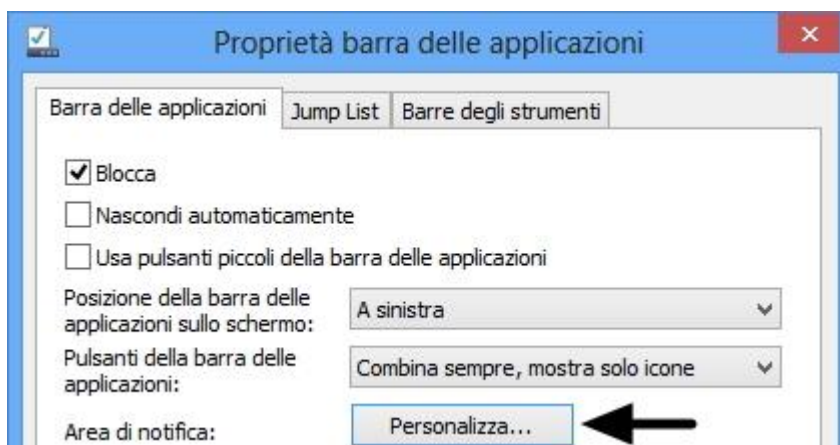 Proprietà barra delle applicazioni
Barra delle applicazioni
Jump List
Barre degli strumenti
Blocca
Nascondi automaticamente
Usa pulsanti piccoli della barra delle applicazioni
Posizione della barra delle
applicazioni sullo schermo:
A sinistra
Pulsanti della barra delle
applicazioni:
Combina sempre, mostra solo icone
Area di notifica:
Personalizza...